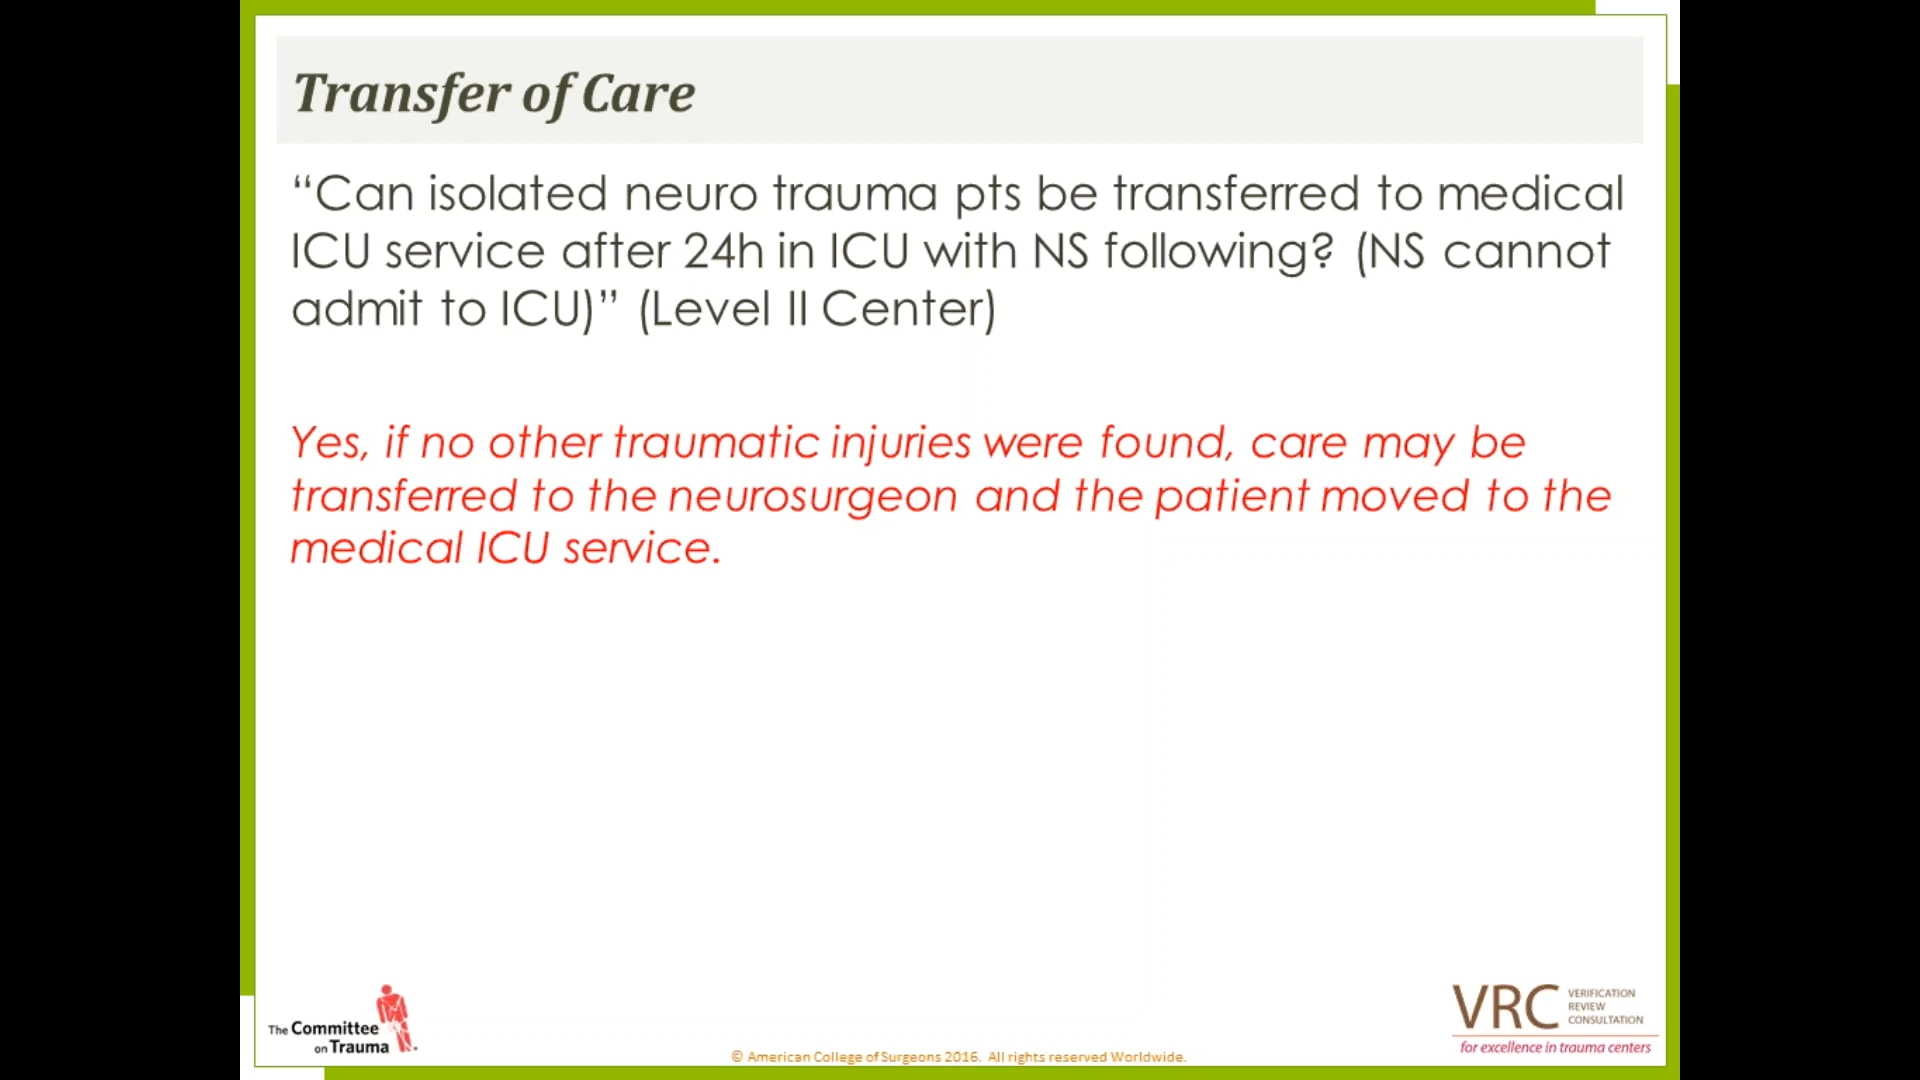 Transfer of Care
“Can isolated neuro trauma pts be transferred to medical
ICU service after 24h in ICU with NS following? (NS cannot
admit to ICU)” (Level II Center)
Yes, if no other traumatic injuries were found, care may be
transferred to the neurosurgeon and the patient moved to the
medical ICU service.
The Committee
on Trauma
© American College of Surgeons 2016. All rights reserved Worldwide.
VRC
VERIFICATION
REVIEW
CONSULTATION
for excellence in trauma centers